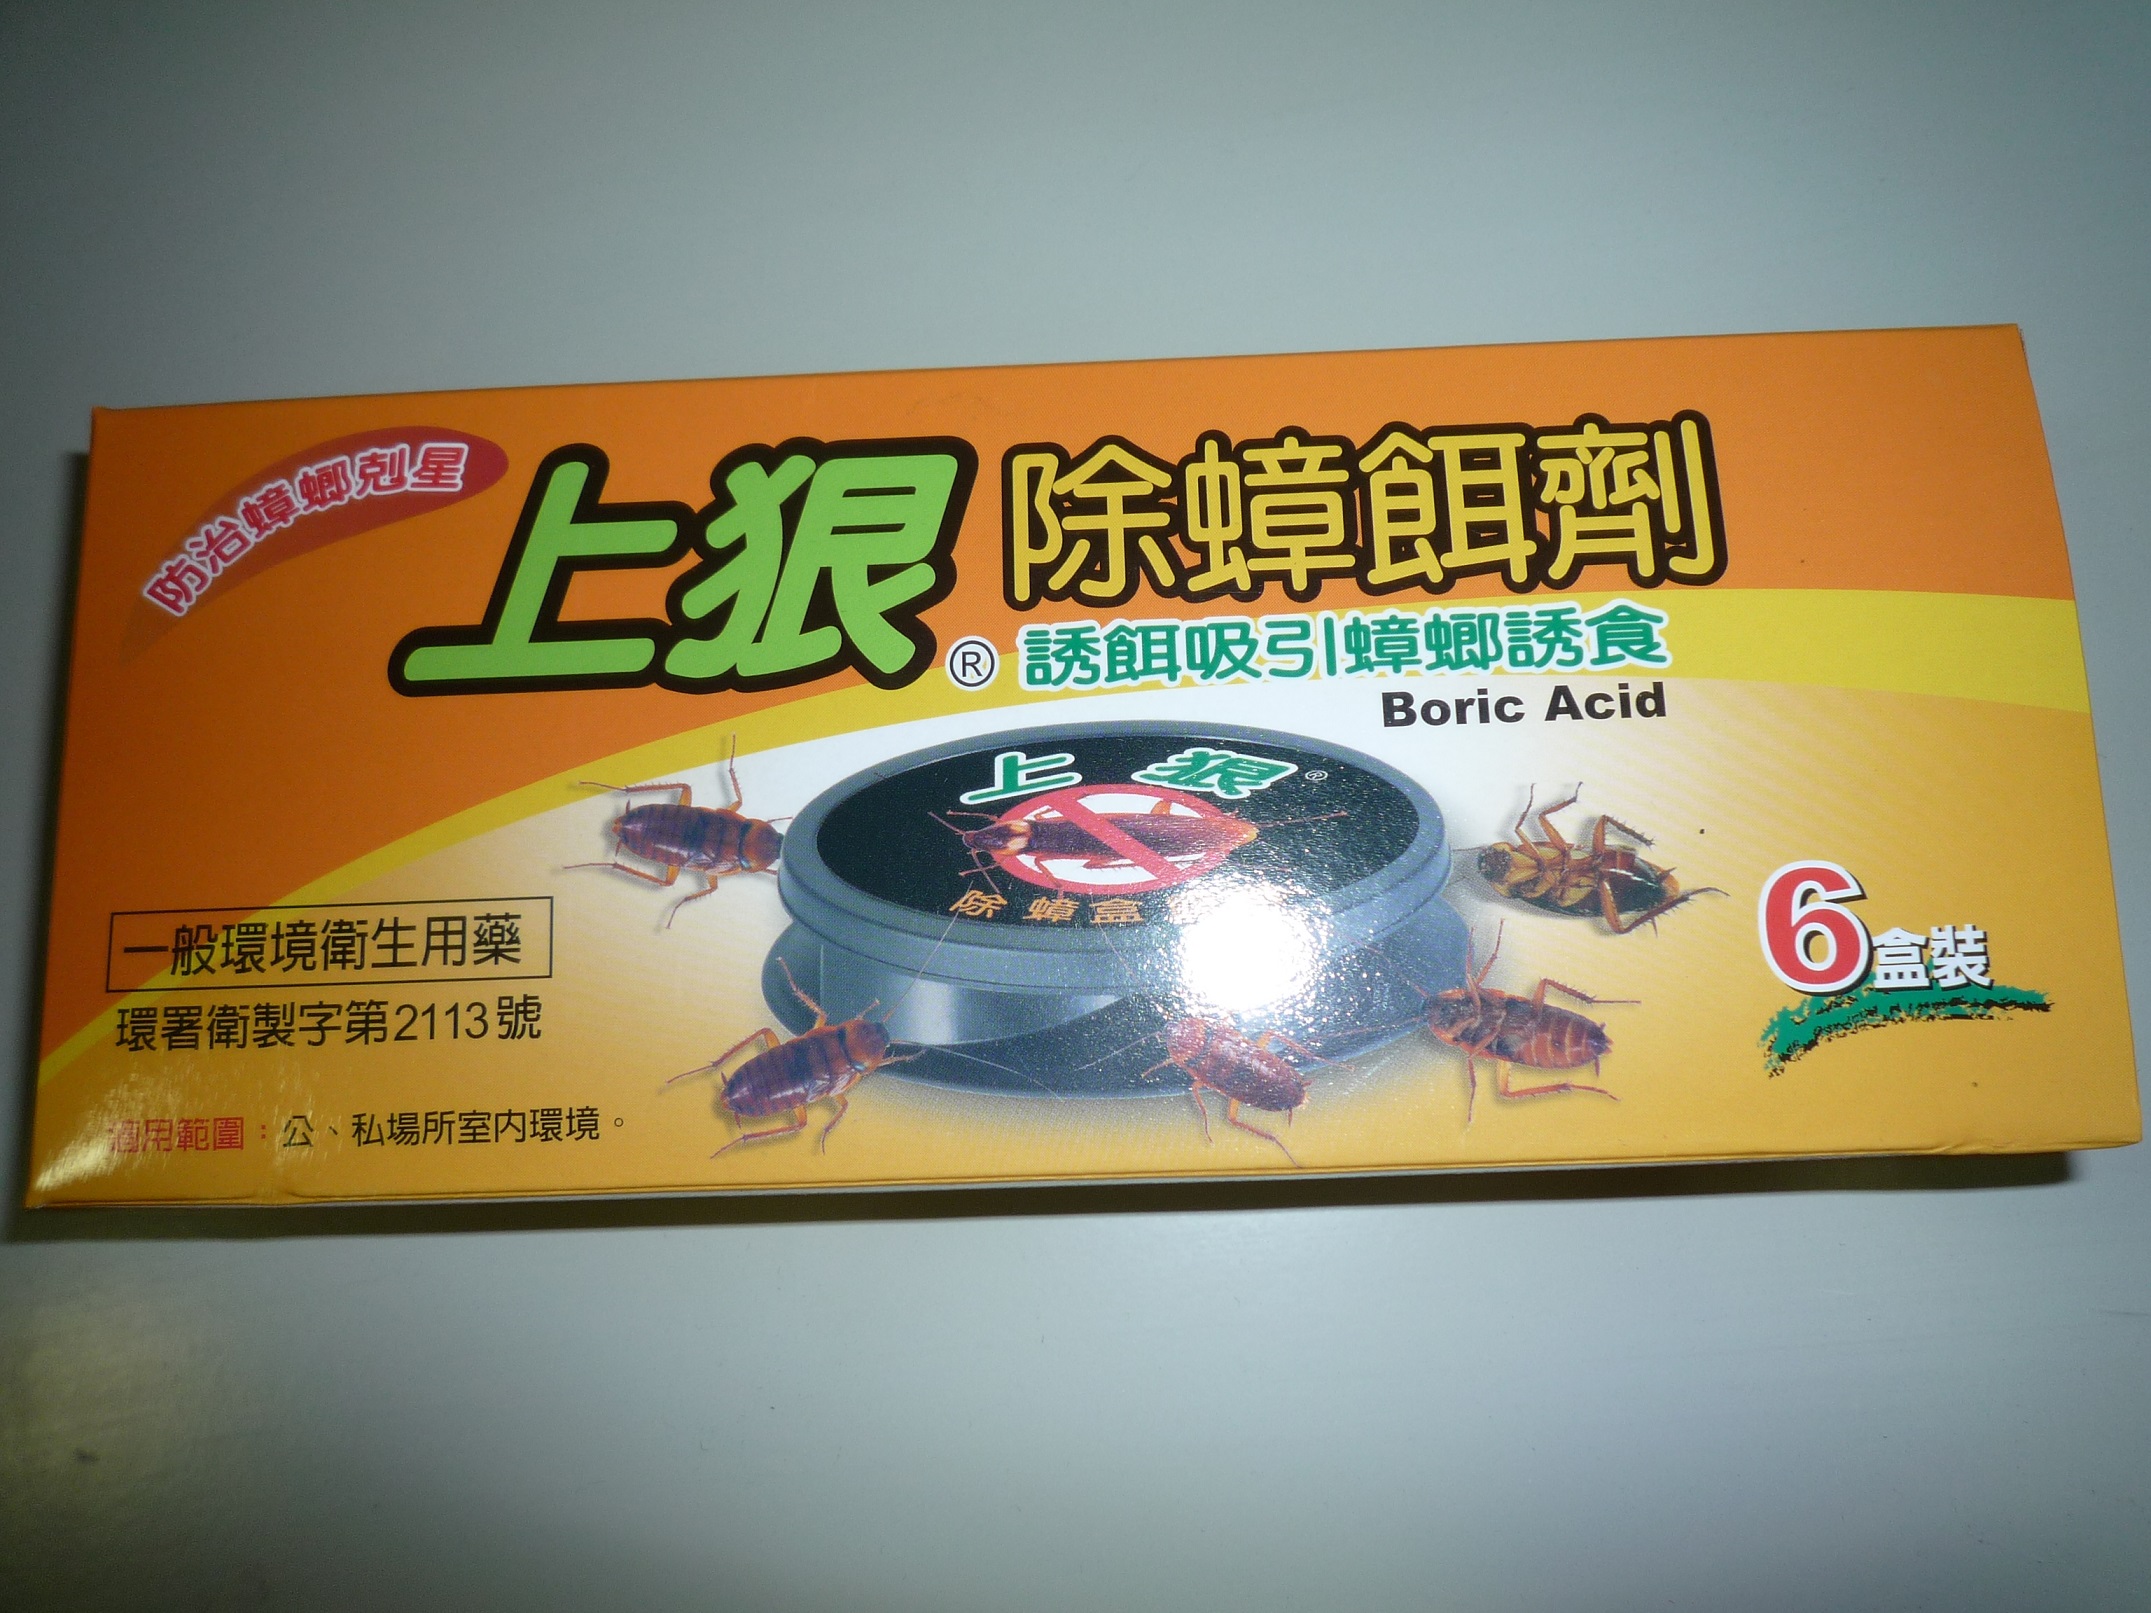 防治蟑螂剋星
上狠®
除蟑餌劑
誘餌吸引蟑螂誘食
Boric Acid
上狠®
除蟑盒
6盒裝
一般環境衛生用藥
環署衛製字第2113號
適用範圍：公、私場所室內環境。